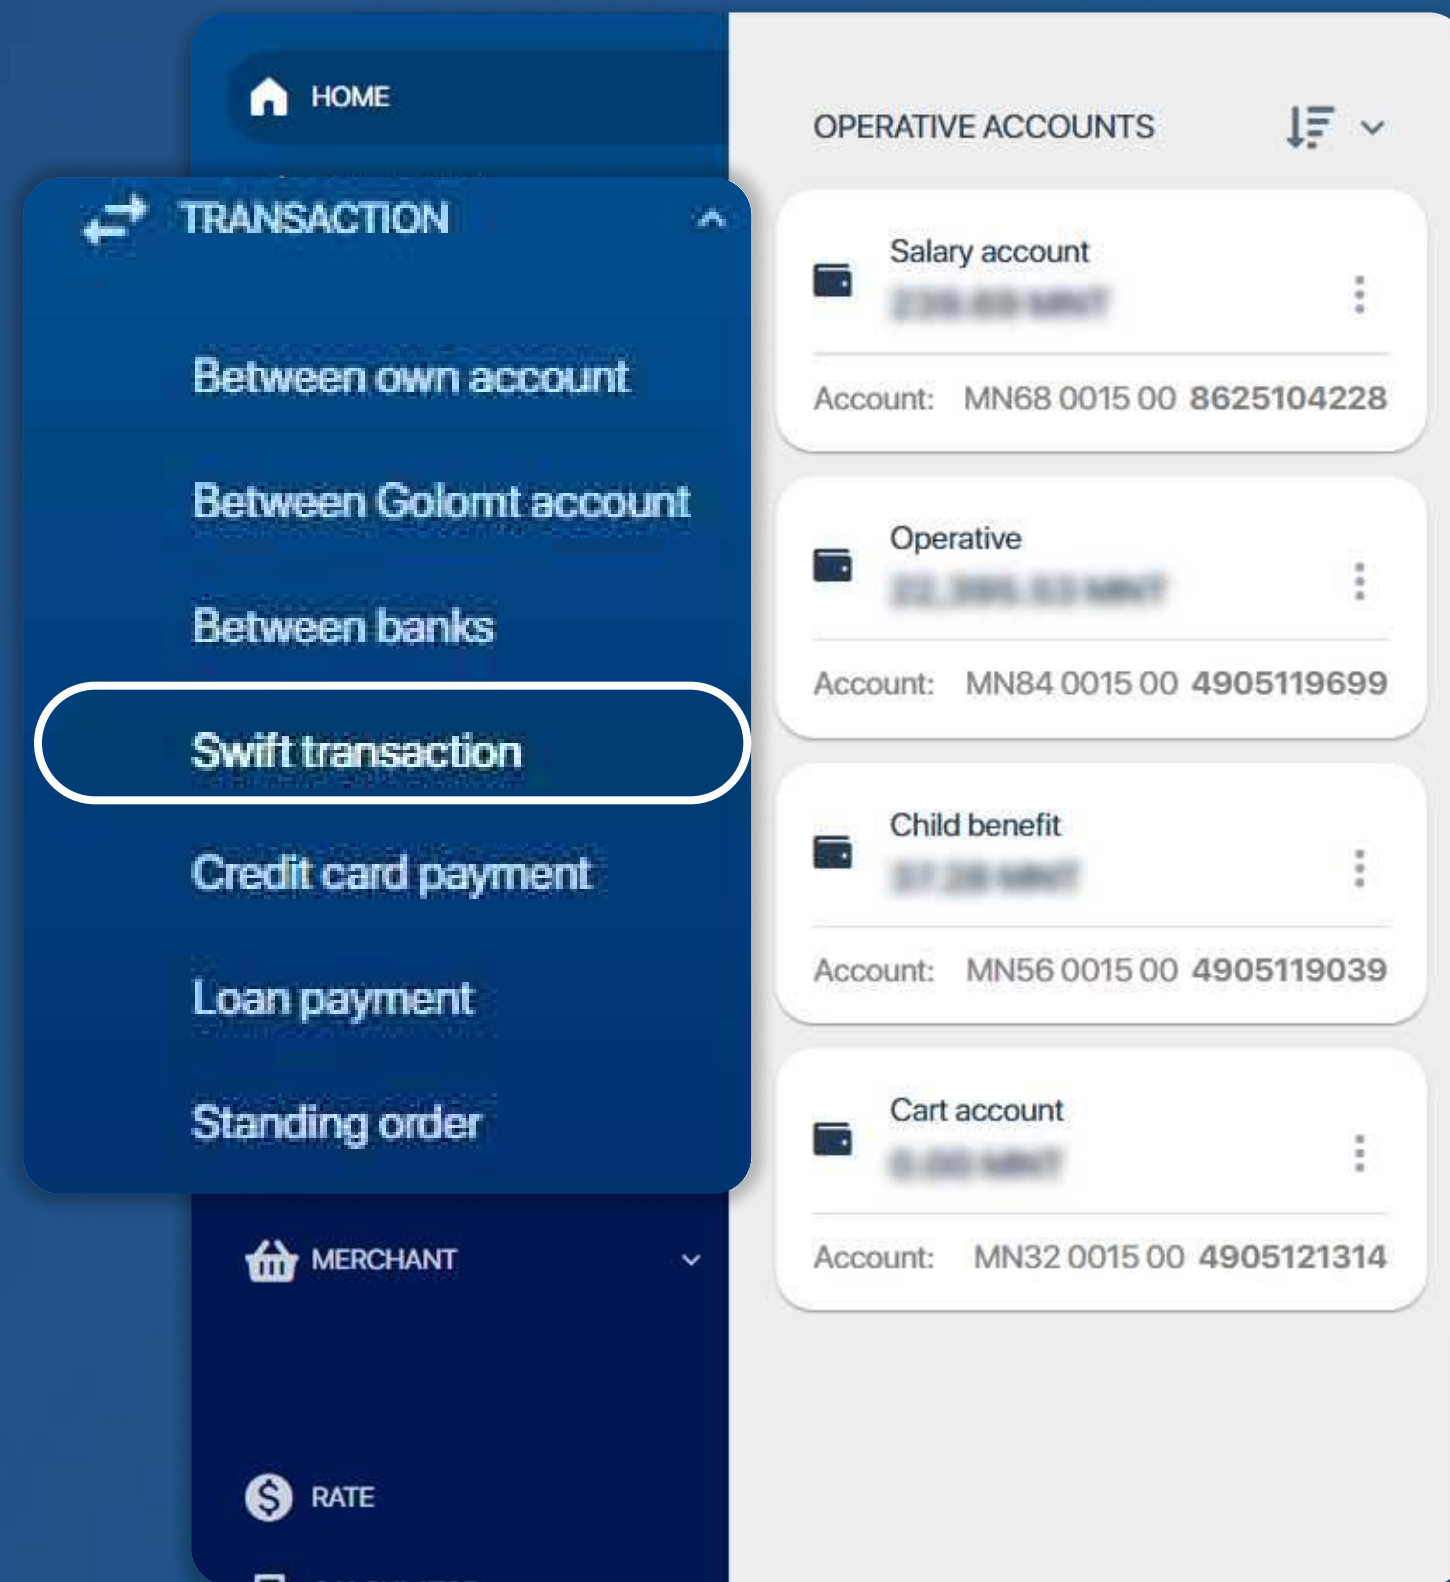 HOME
TRANSACTION
Between own account
Between Golomt account
Between banks
Swift transaction
Credit card payment
Loan payment
Standing order
MERCHANT
RATE
OPERATIVE ACCOUNTS
Salary account
Account: MN68 0015 00 8625104228
Operative
Account: MN84 0015 00 4905119699
Child benefit
Account: MN56 0015 00 4905119039
Cart account
Account: MN32 0015 00 4905121314